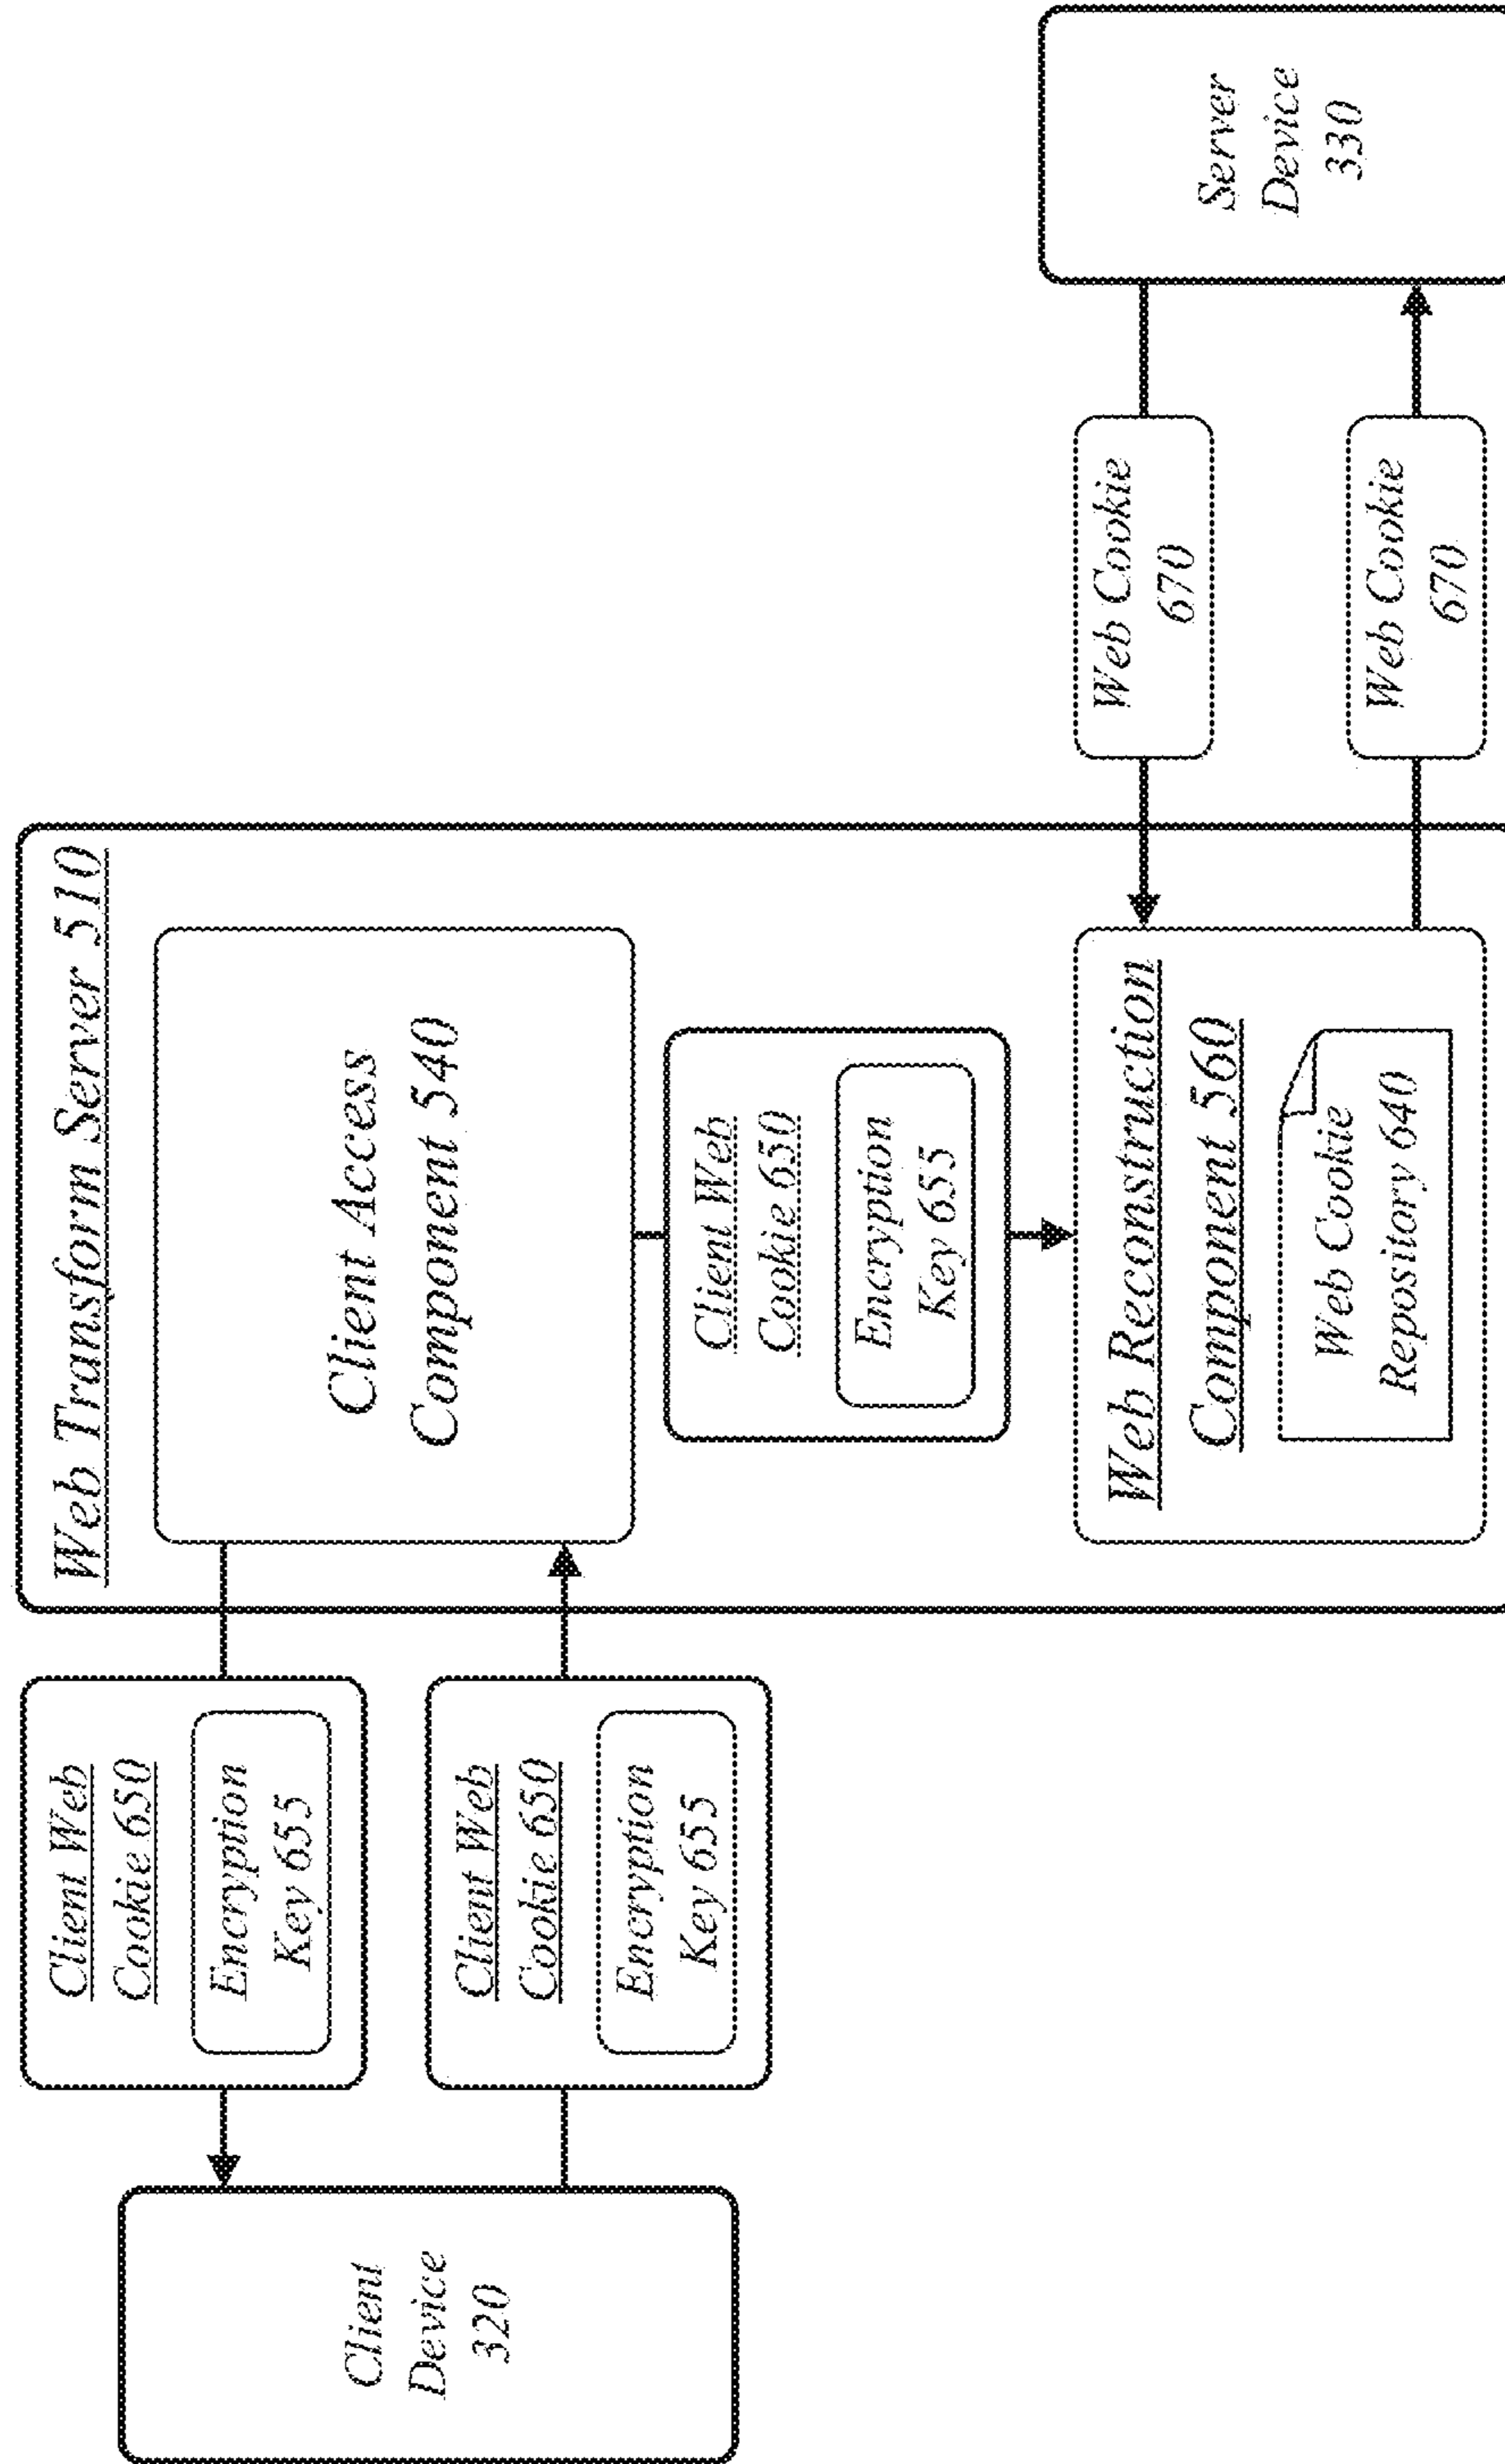 Web Transform Server 510
Client Web
Cookie 650
Encryption
Key 655
Client Access
Component 540
Client
Device
320
Client Web
Cookie 650
Encryption
Key 655
Client Web
Cookie 650
Encryption
Key 655
Web Reconstruction
Component 560
Web Cookie
Repository 640
Web Cookie
670
Web Cookie
670
Server
Device
330